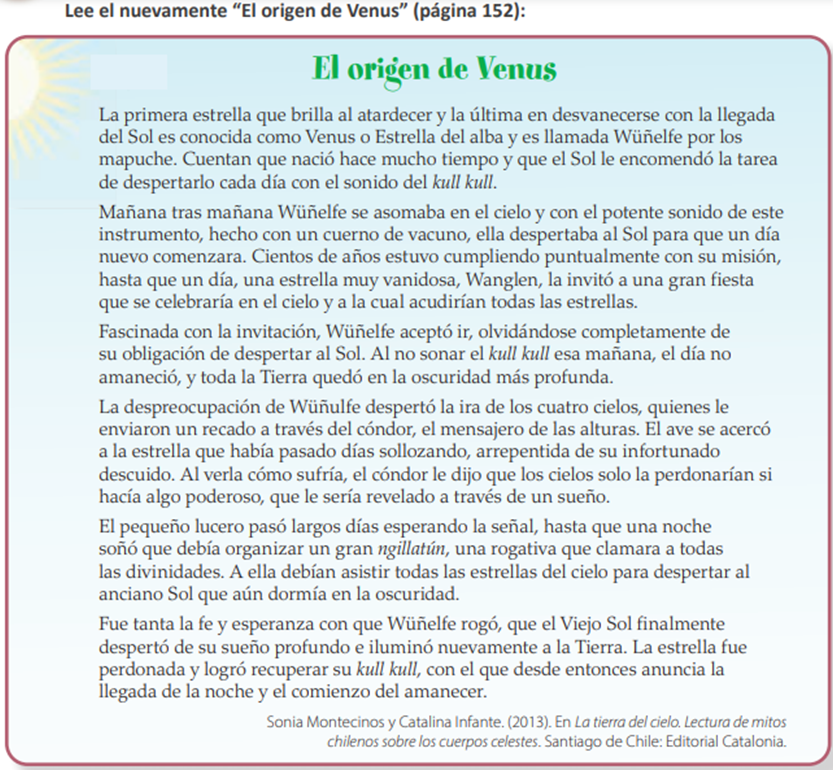 Lee el nuevamente “El origen de Venus” (página 152):
El origen de Venus
La primera estrella que brilla al atardecer y la última en desvanecerse con la llegada
del Sol es conocida como Venus o Estrella del alba y es llamada Wüñelfe por los
mapuche. Cuentan que nació hace mucho tiempo y que el Sol le encomendó la tarea
de despertarlo cada día con el sonido del kull kull.
Mañana tras mañana Wüñelfe se asomaba en el cielo y con el potente sonido de este
instrumento, hecho con un cuerno de vacuno, ella despertaba al Sol para que un día
nuevo comenzara. Cientos de años estuvo cumpliendo puntualmente con su misión,
hasta que un día, una estrella muy vanidosa, Wanglen, la invitó a una gran fiesta
que se celebraría en el cielo y a la cual acudirían todas las estrellas.
Fascinada con la invitación, Wüñelfe aceptó ir, olvidándose completamente de
su obligación de despertar al Sol. Al no sonar el kull kull esa mañana, el día no
amaneció, y toda la Tierra quedó en la oscuridad más profunda.
La despreocupación de Wüñulfe despertó la ira de los cuatro cielos, quienes le
enviaron un recado a través del cóndor, el mensajero de las alturas. El ave se acercó
a la estrella que había pasado días sollozando, arrepentida de su infortunado
descuido. Al verla cómo sufría, el cóndor le dijo que los cielos solo la perdonarían si
hacía algo poderoso, que le sería revelado a través de un sueño.
El pequeño lucero pasó largos días esperando la señal, hasta que una noche
soñó que debía organizar un gran ngillatún, una rogativa que clamara a todas
las divinidades. A ella debían asistir todas las estrellas del cielo para despertar al
anciano Sol que aún dormía en la oscuridad.
Fue tanta la fe y esperanza con que Wüñelfe rogó, que el Viejo Sol finalmente
despertó de su sueño profundo e iluminó nuevamente a la Tierra. La estrella fue
perdonada y logró recuperar su kull kull, con el que desde entonces anuncia la
llegada de la noche y el comienzo del amanecer.
Sonia Montecinos y Catalina Infante. (2013). En La tierra del cielo. Lectura de mitos
chilenos sobre los cuerpos celestes. Santiago de Chile: Editorial Catalonia.